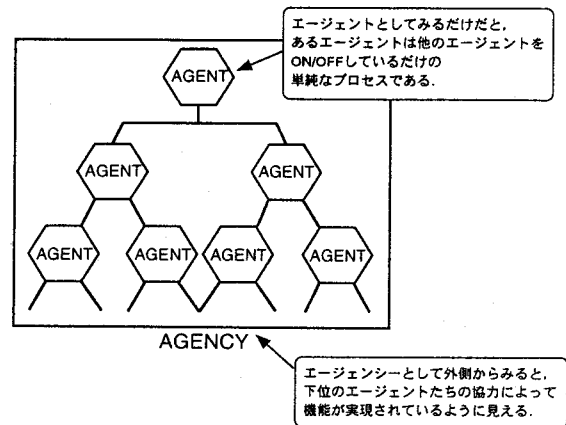 エージェントとしてみるだけだと，
あるエージェントは他のエージェントを
ON/OFFしているだけの
単純なプロセスである．
AGENT
AGENT
AGENT
AGENT
AGENT
AGENT
AGENT
AGENCY
エージェンシーとして外側からみると，
下位のエージェントたちの協力によって
機能が実現されているように見える．